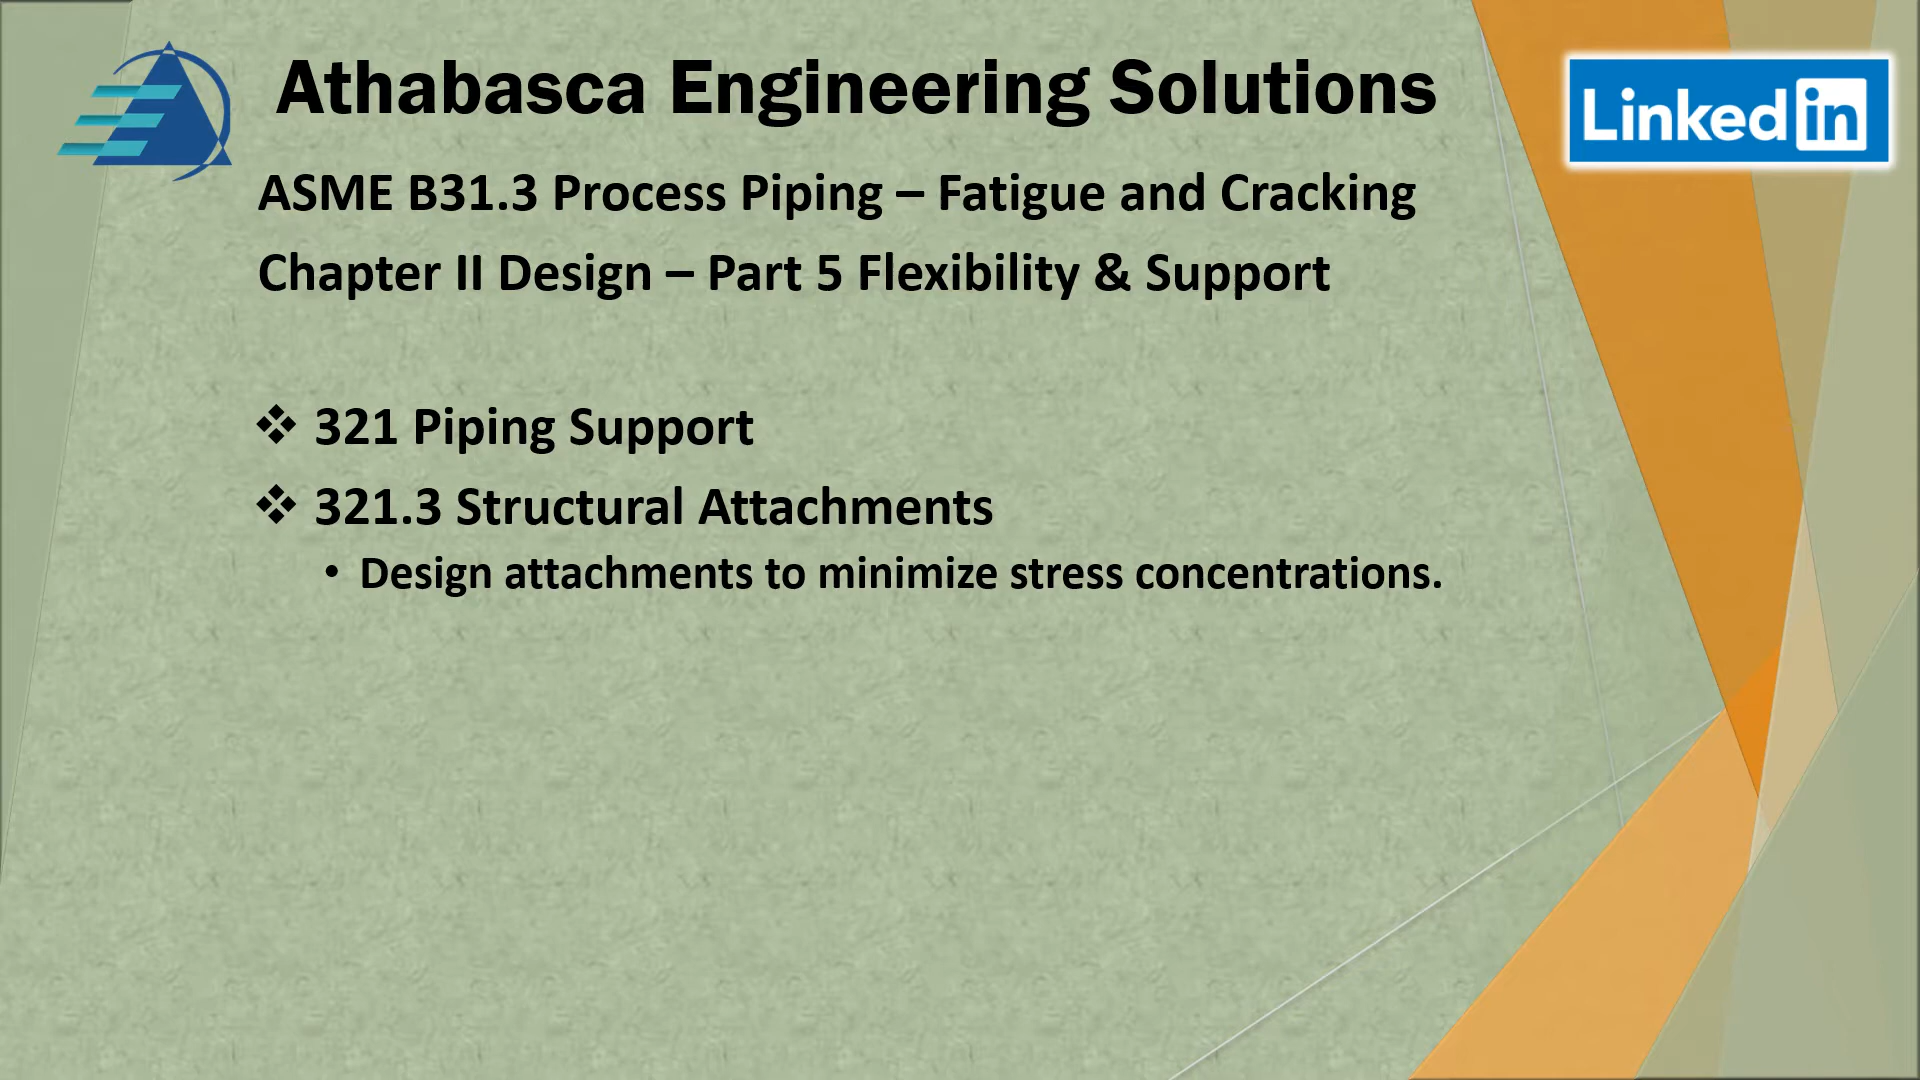 Athabasca Engineering Solutions
LinkedIn
ASME B31.3 Process Piping – Fatigue and Cracking
Chapter II Design – Part 5 Flexibility & Support
❖ 321 Piping Support
❖ 321.3 Structural Attachments
• Design attachments to minimize stress concentrations.